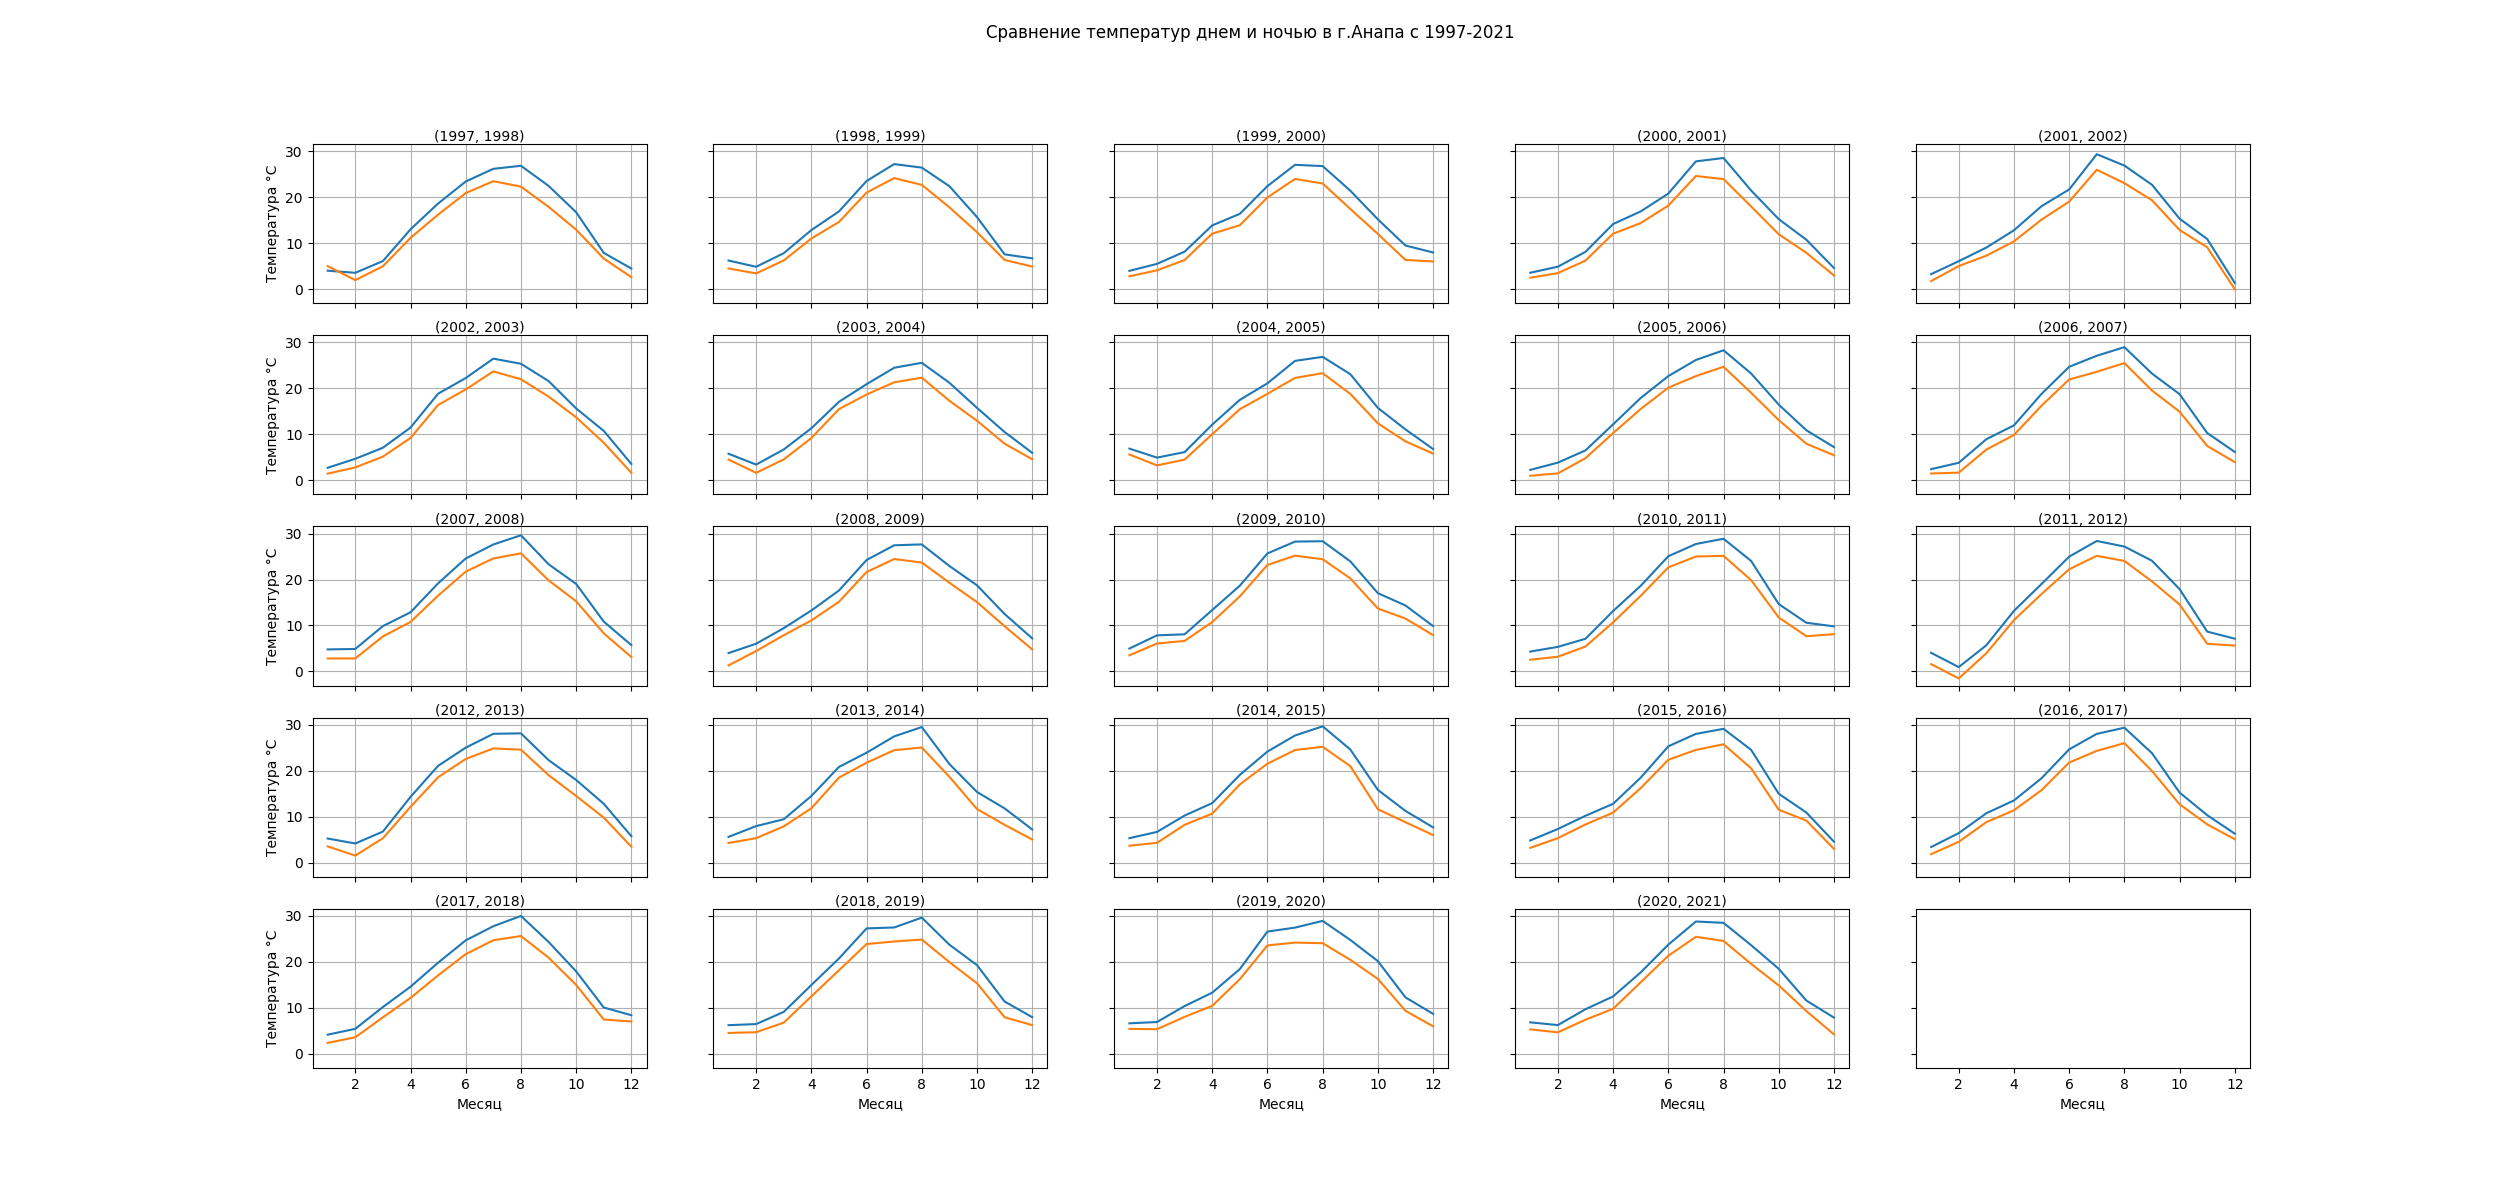 Сравнение температур днем и ночью в г.Анапа с 1997-2021
(1997, 1998) (1998, 1999) (1999, 2000) (2000, 2001) (2001, 2002)
30
20
10
0
Температура °C
(2002, 2003) (2003, 2004) (2004, 2005) (2005, 2006) (2006, 2007)
30
20
10
0
Температура °C
(2007, 2008) (2008, 2009) (2009, 2010) (2010, 2011) (2011, 2012)
30
20
10
0
Температура °C
(2012, 2013) (2013, 2014) (2014, 2015) (2015, 2016) (2016, 2017)
30
20
10
0
Температура °C
(2017, 2018) (2018, 2019) (2019, 2020) (2020, 2021)
30
20
10
0
Температура °C
2 4 6 8 10 12 2 4 6 8 10 12 2 4 6 8 10 12 2 4 6 8 10 12 2 4 6 8 10 12
Месяц Месяц Месяц Месяц Месяц